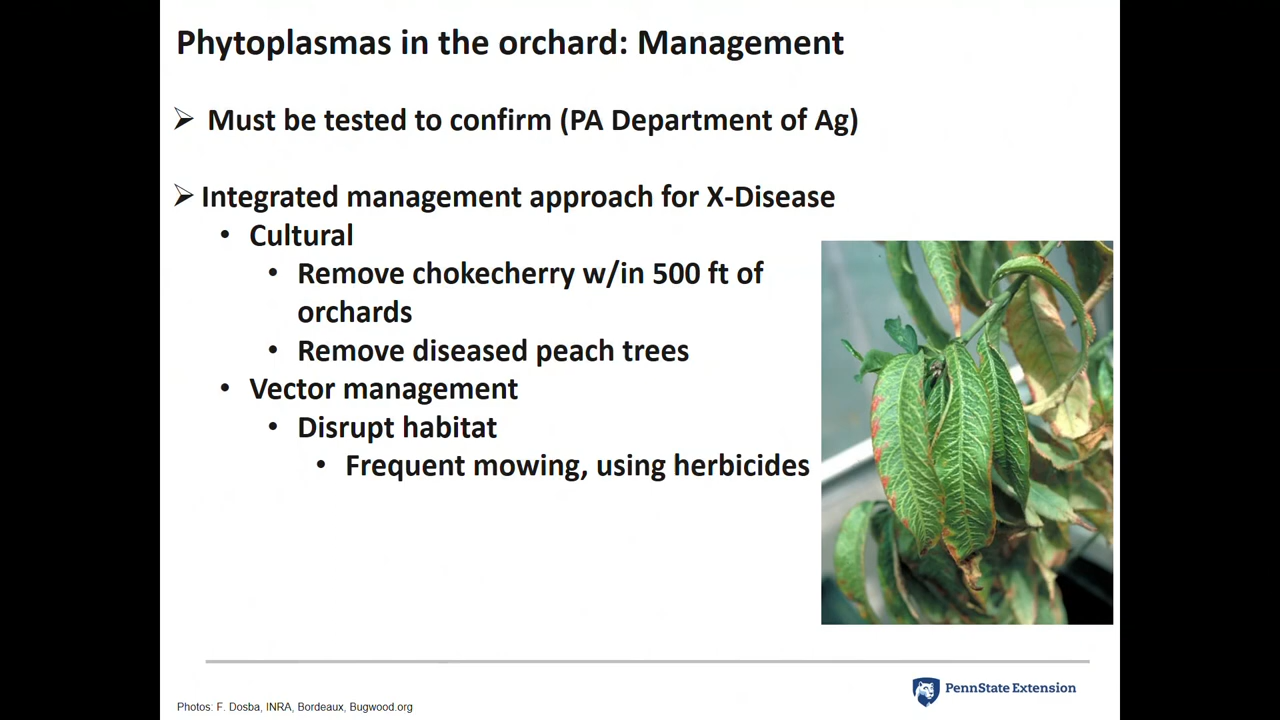 Phytoplasmas in the orchard: Management
➢ Must be tested to confirm (PA Department of Ag)
➢ Integrated management approach for X-Disease
• Cultural
• Remove chokecherry w/in 500 ft of
orchards
• Remove diseased peach trees
• Vector management
• Disrupt habitat
• Frequent mowing, using herbicides
PennState Extension
Photos: F. Dosba, INRA, Bordeaux, Bugwood.org